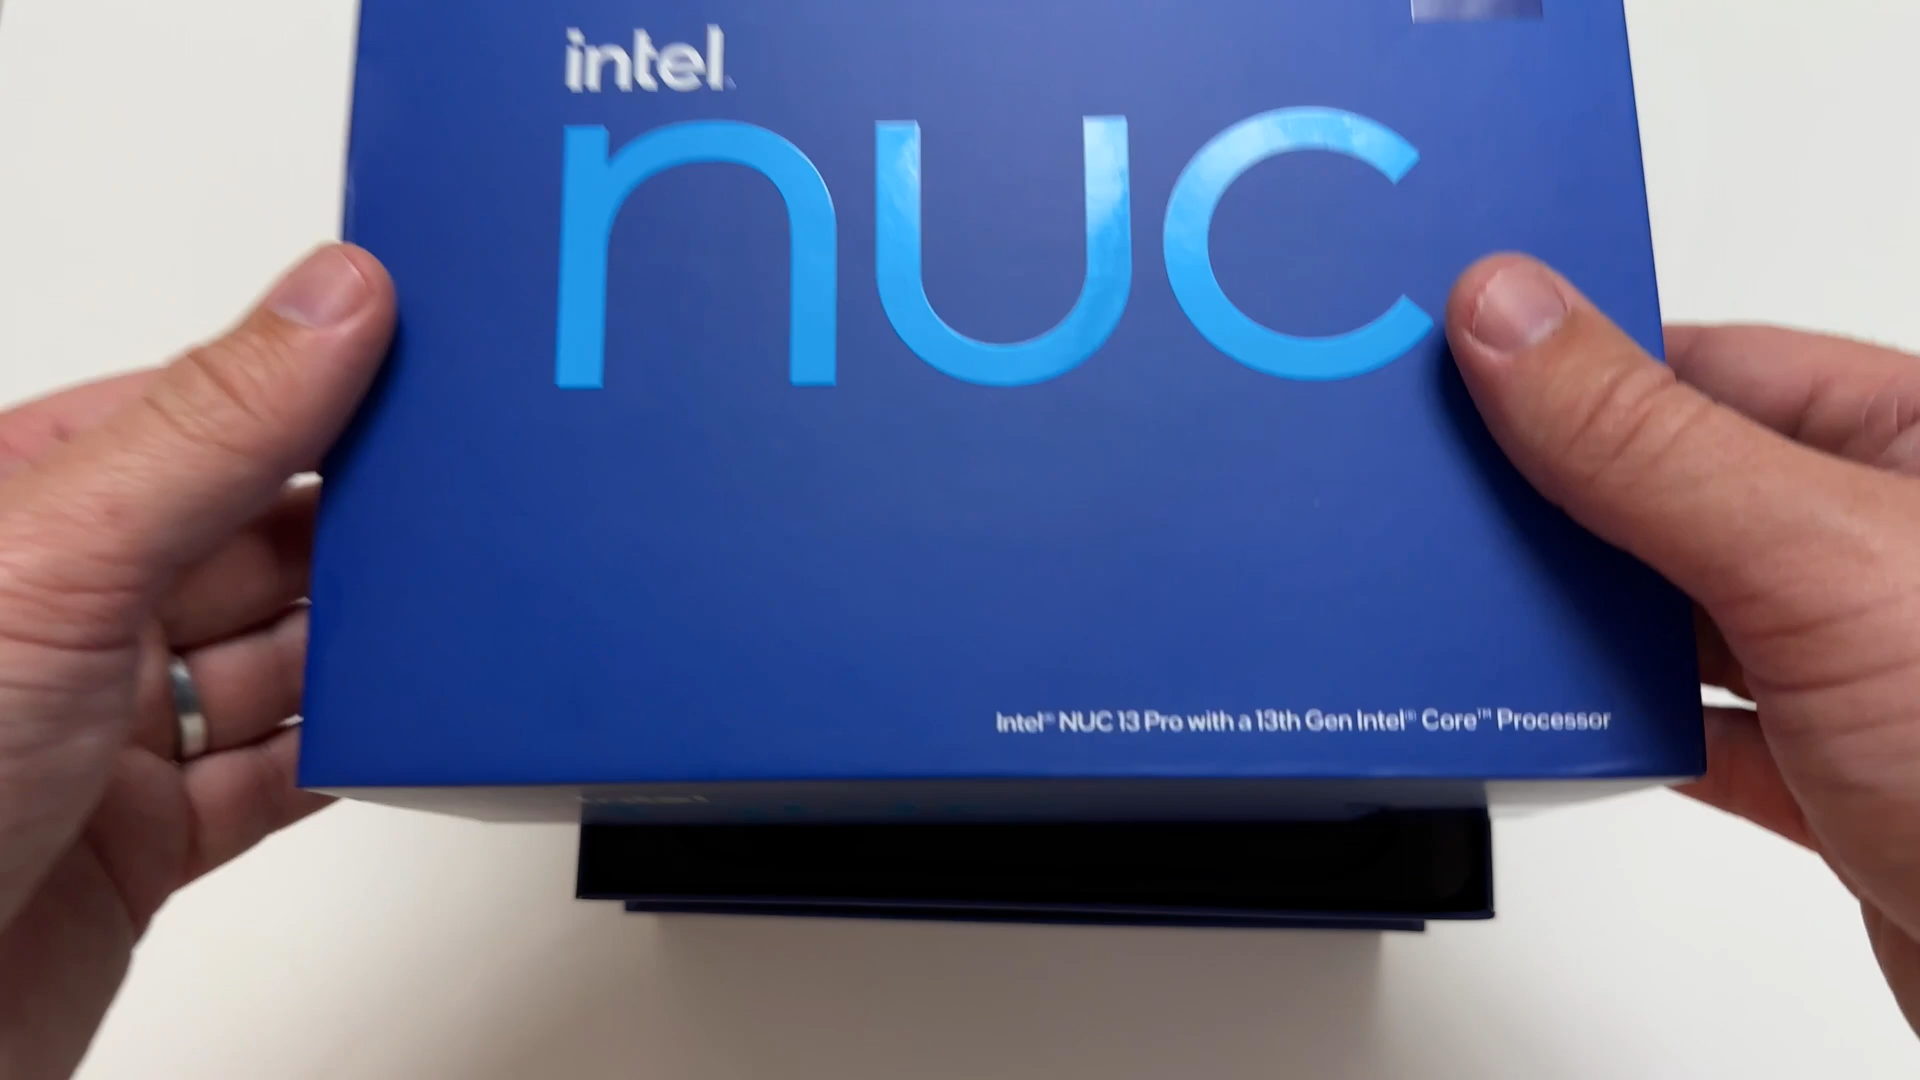 intel
nuc
Intel® NUC 13 Pro with a 13th Gen Intel® Core™ Processor